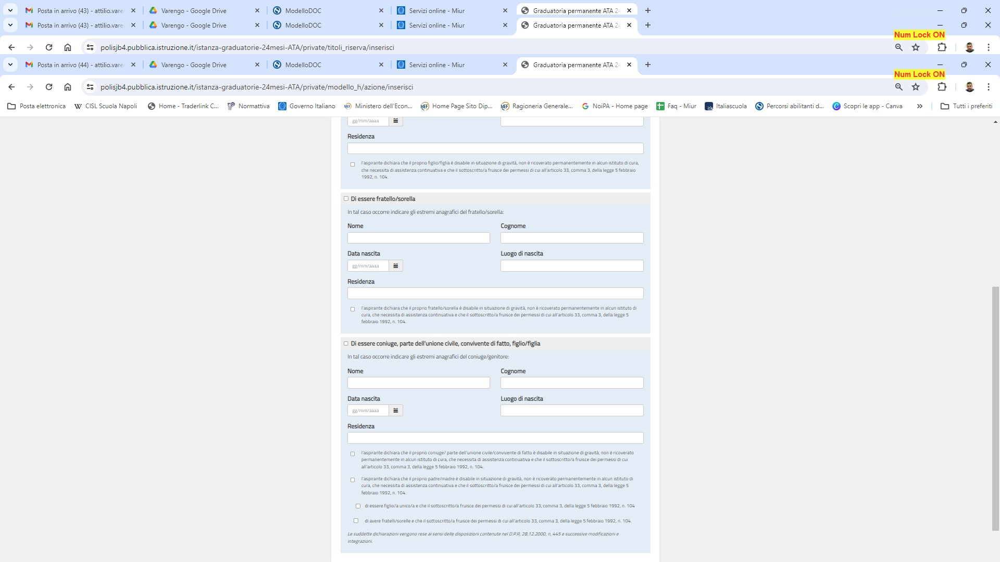 Posta in arrivo (43) - attilio.vare
Varengo - Google Drive
ModelloDOC
Servizi online - Miur
Graduatoria permanente ATA 2
Posta in arrivo (43) - attilio.vare
Varengo - Google Drive
ModelloDOC
Servizi online - Miur
Graduatoria permanente ATA 2
Num Lock ON
polisjb4.pubblica.istruzione.it/istanza-graduatorie-24mesi-ATA/private/titoli_riserva/inserisci
Posta in arrivo (44) - attilio.vare
Varengo - Google Drive
ModelloDOC
Servizi online - Miur
Graduatoria permanente ATA 2
Num Lock ON
polisjb4.pubblica.istruzione.it/istanza-graduatorie-24mesi-ATA/private/modello_h/azione/inserisci
Posta elettronica
CISL Scuola Napoli
Home - Traderlink C...
Normattiva
Governo Italiano
Ministero dell'Econ...
Home Page Sito Dip...
Ragioneria Generale...
NoiPA - Home page
Faq - Miur
Italiascuola
Percorsi abilitanti d...
Scopri le app - Canva
Tutti i preferiti
gg/mm/aaaa
Residenza
l'aspirante dichiara che il proprio figlio/figlia è disabile in situazione di gravità, non è ricoverato permanentemente in alcun istituto di cura,
che necessita di assistenza continuativa e che il sottoscritto/a fruisce dei permessi di cui all'articolo 33, comma 3, della legge 5 febbraio
1992, n. 104.
Di essere fratello/sorella
In tal caso occorre indicare gli estremi anagrafici del fratello/sorella:
Nome
Cognome
Data nascita
Luogo di nascita
gg/mm/aaaa
Residenza
l'aspirante dichiara che il proprio fratello/sorella è disabile in situazione di gravità, non è ricoverato permanentemente in alcun istituto di
cura, che necessita di assistenza continuativa e che il sottoscritto/a fruisce dei permessi di cui all'articolo 33, comma 3, della legge 5
febbraio 1992, n. 104.
Di essere coniuge, parte dell'unione civile, convivente di fatto, figlio/figlia
In tal caso occorre indicare gli estremi anagrafici del coniuge/genitore:
Nome
Cognome
Data nascita
Luogo di nascita
gg/mm/aaaa
Residenza
l'aspirante dichiara che il proprio coniuge/ parte dell'unione civile/convivente di fatto è disabile in situazione di gravità, non è ricoverato
permanentemente in alcun istituto di cura, che necessita di assistenza continuativa e che il sottoscritto/a fruisce dei permessi di cui
all'articolo 33, comma 3, della legge 5 febbraio 1992, n. 104.
l'aspirante dichiara che il proprio padre/madre è disabile in situazione di gravità, non è ricoverato permanentemente in alcun istituto di
cura, che necessita di assistenza continuativa e che il sottoscritto/a fruisce dei permessi di cui all'articolo 33, comma 3, della legge 5
febbraio 1992, n. 104.
di essere figlio/a unico/a e che il sottoscritto/a fruisce dei permessi di cui all'articolo 33, comma 3, della legge 5 febbraio 1992, n. 104
di avere fratelli/sorelle e che il sottoscritto/a fruisce dei permessi di cui all'articolo 33, comma 3, della legge 5 febbraio 1992, n. 104.
Le suddette dichiarazioni vengono rese ai sensi delle disposizioni contenute nel D.P.R. 28.12.2000, n. 445 e successive modificazioni e
integrazioni.